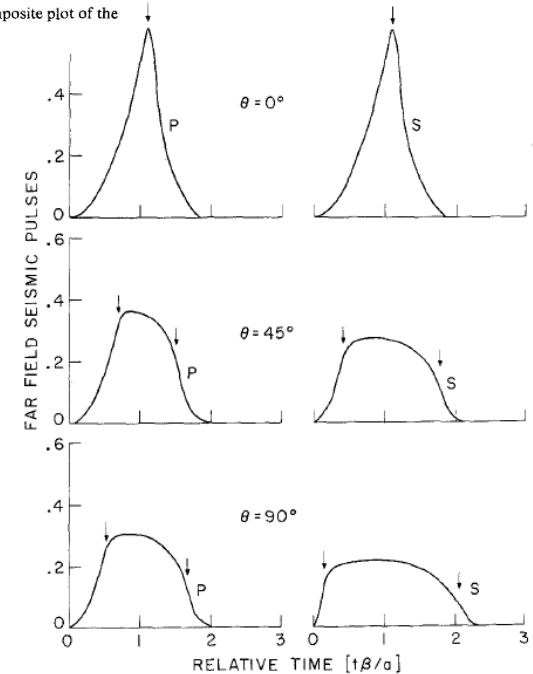 posite plot of the
FAR FIELD SEISMIC PULSES
.4
.2
0
θ = 0°
P
S
.6
.4
.2
0
θ = 45°
P
S
.6
.4
.2
0
θ = 90°
P
S
0 1 2 3
0 1 2 3
RELATIVE TIME [tβ/a]